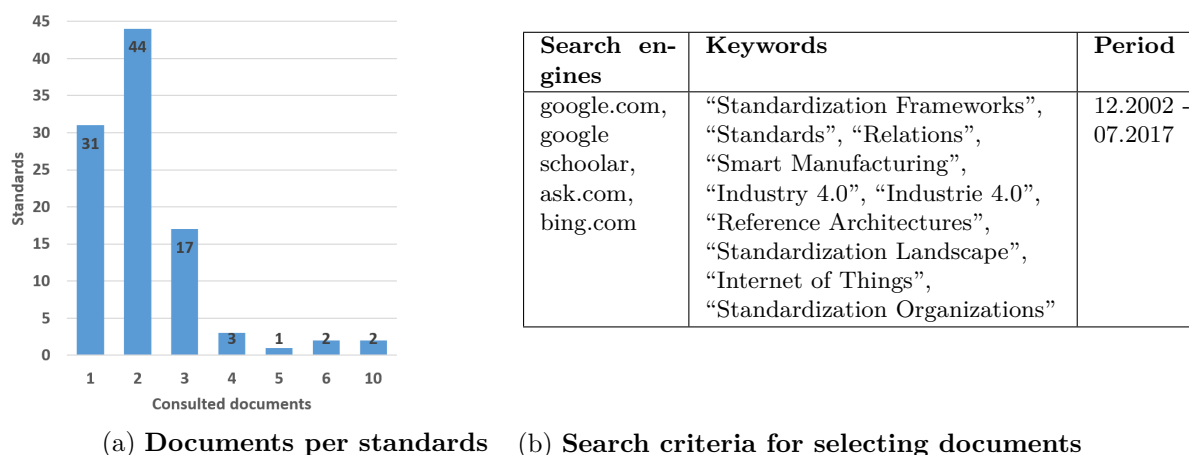 45
40
35
30
25
20
15
10
5
0
Standards
31
44
17
3
1
2
2
1 2 3 4 5 6 10
Consulted documents
(a) Documents per standards
Search en-
gines
Keywords
Period
google.com,
google
schoolar,
ask.com,
bing.com
“Standardization Frameworks”,
“Standards”, “Relations”,
“Smart Manufacturing”,
“Industry 4.0”, “Industrie 4.0”,
“Reference Architectures”,
“Standardization Landscape”,
“Internet of Things”,
“Standardization Organizations”
12.2002 -
07.2017
(b) Search criteria for selecting documents